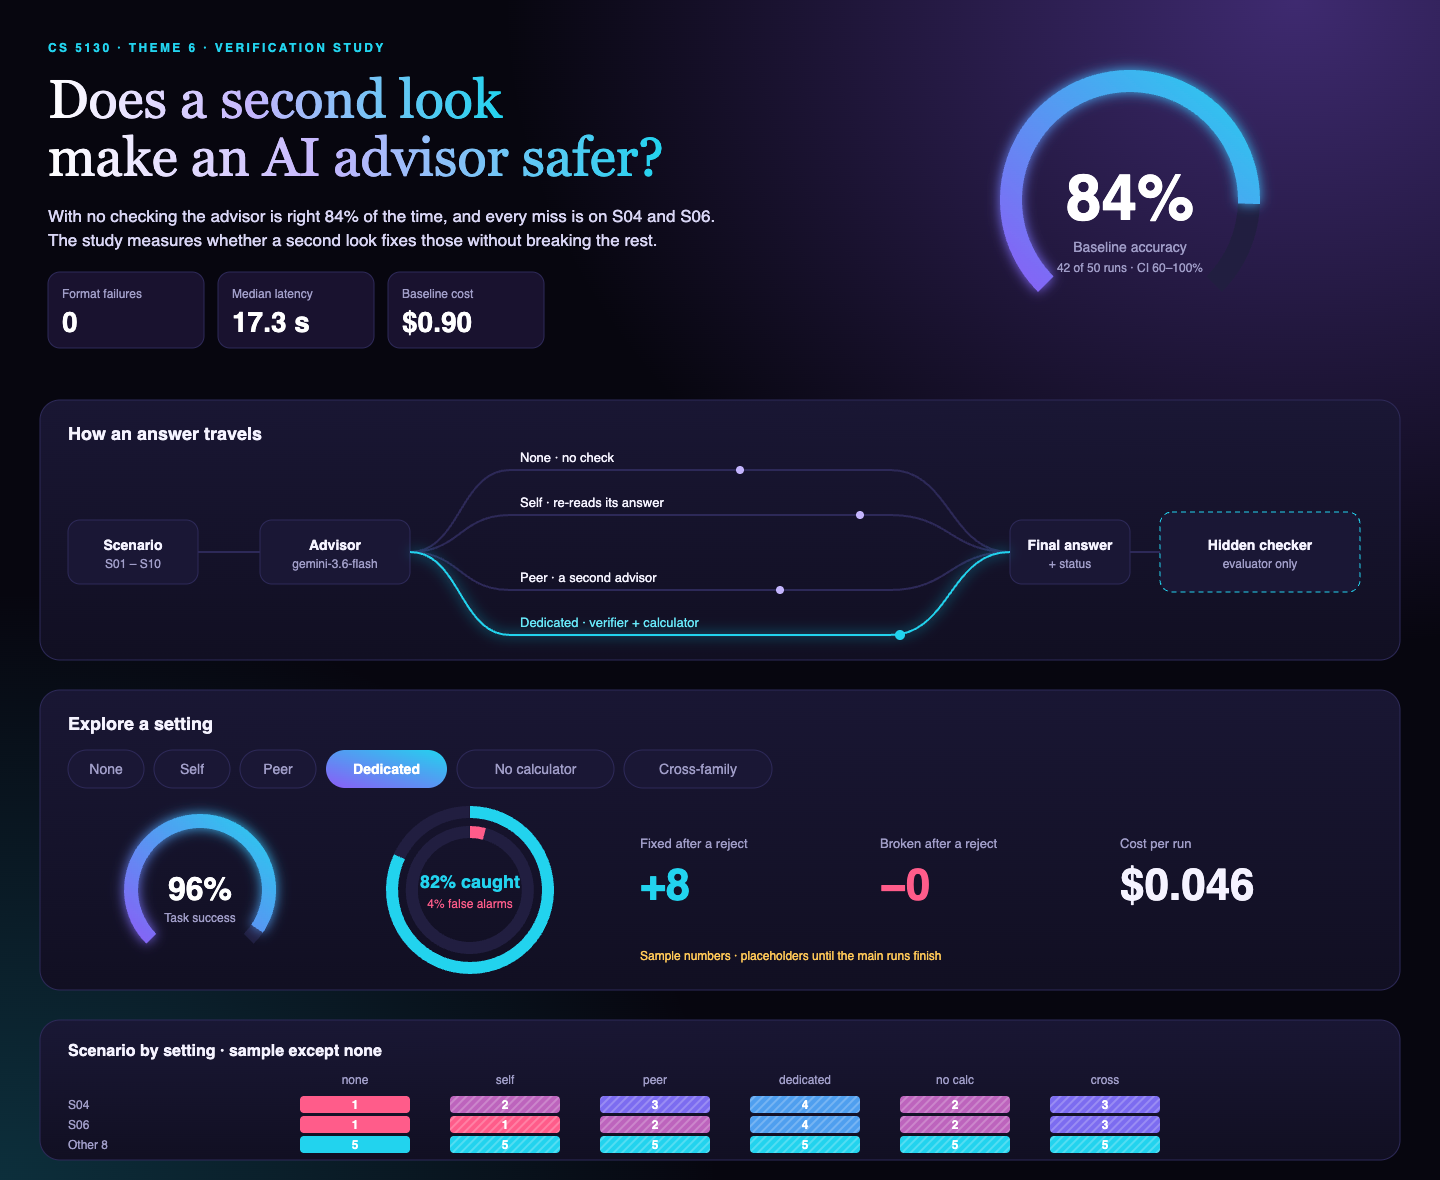 CS 5130 · THEME 6 · VERIFICATION STUDY
Does a second look
make an AI advisor safer?
With no checking the advisor is right 84% of the time, and every miss is on S04 and S06.
The study measures whether a second look fixes those without breaking the rest.
84%
Baseline accuracy
42 of 50 runs · CI 60–100%
Format failures
0
Median latency
17.3 s
Baseline cost
$0.90
How an answer travels
None · no check
Self · re-reads its answer
Scenario
S01 – S10
Advisor
gemini-3.6-flash
Final answer
+ status
Hidden checker
evaluator only
Peer · a second advisor
Dedicated · verifier + calculator
Explore a setting
None
Self
Peer
Dedicated
No calculator
Cross-family
96%
Task success
82% caught
4% false alarms
Fixed after a reject
+8
Broken after a reject
–0
Cost per run
$0.046
Sample numbers · placeholders until the main runs finish
Scenario by setting · sample except none
none self peer dedicated no calc cross
S04 1 2 3 4 2 3
S06 1 1 2 4 2 3
Other 8 5 5 5 5 5 5